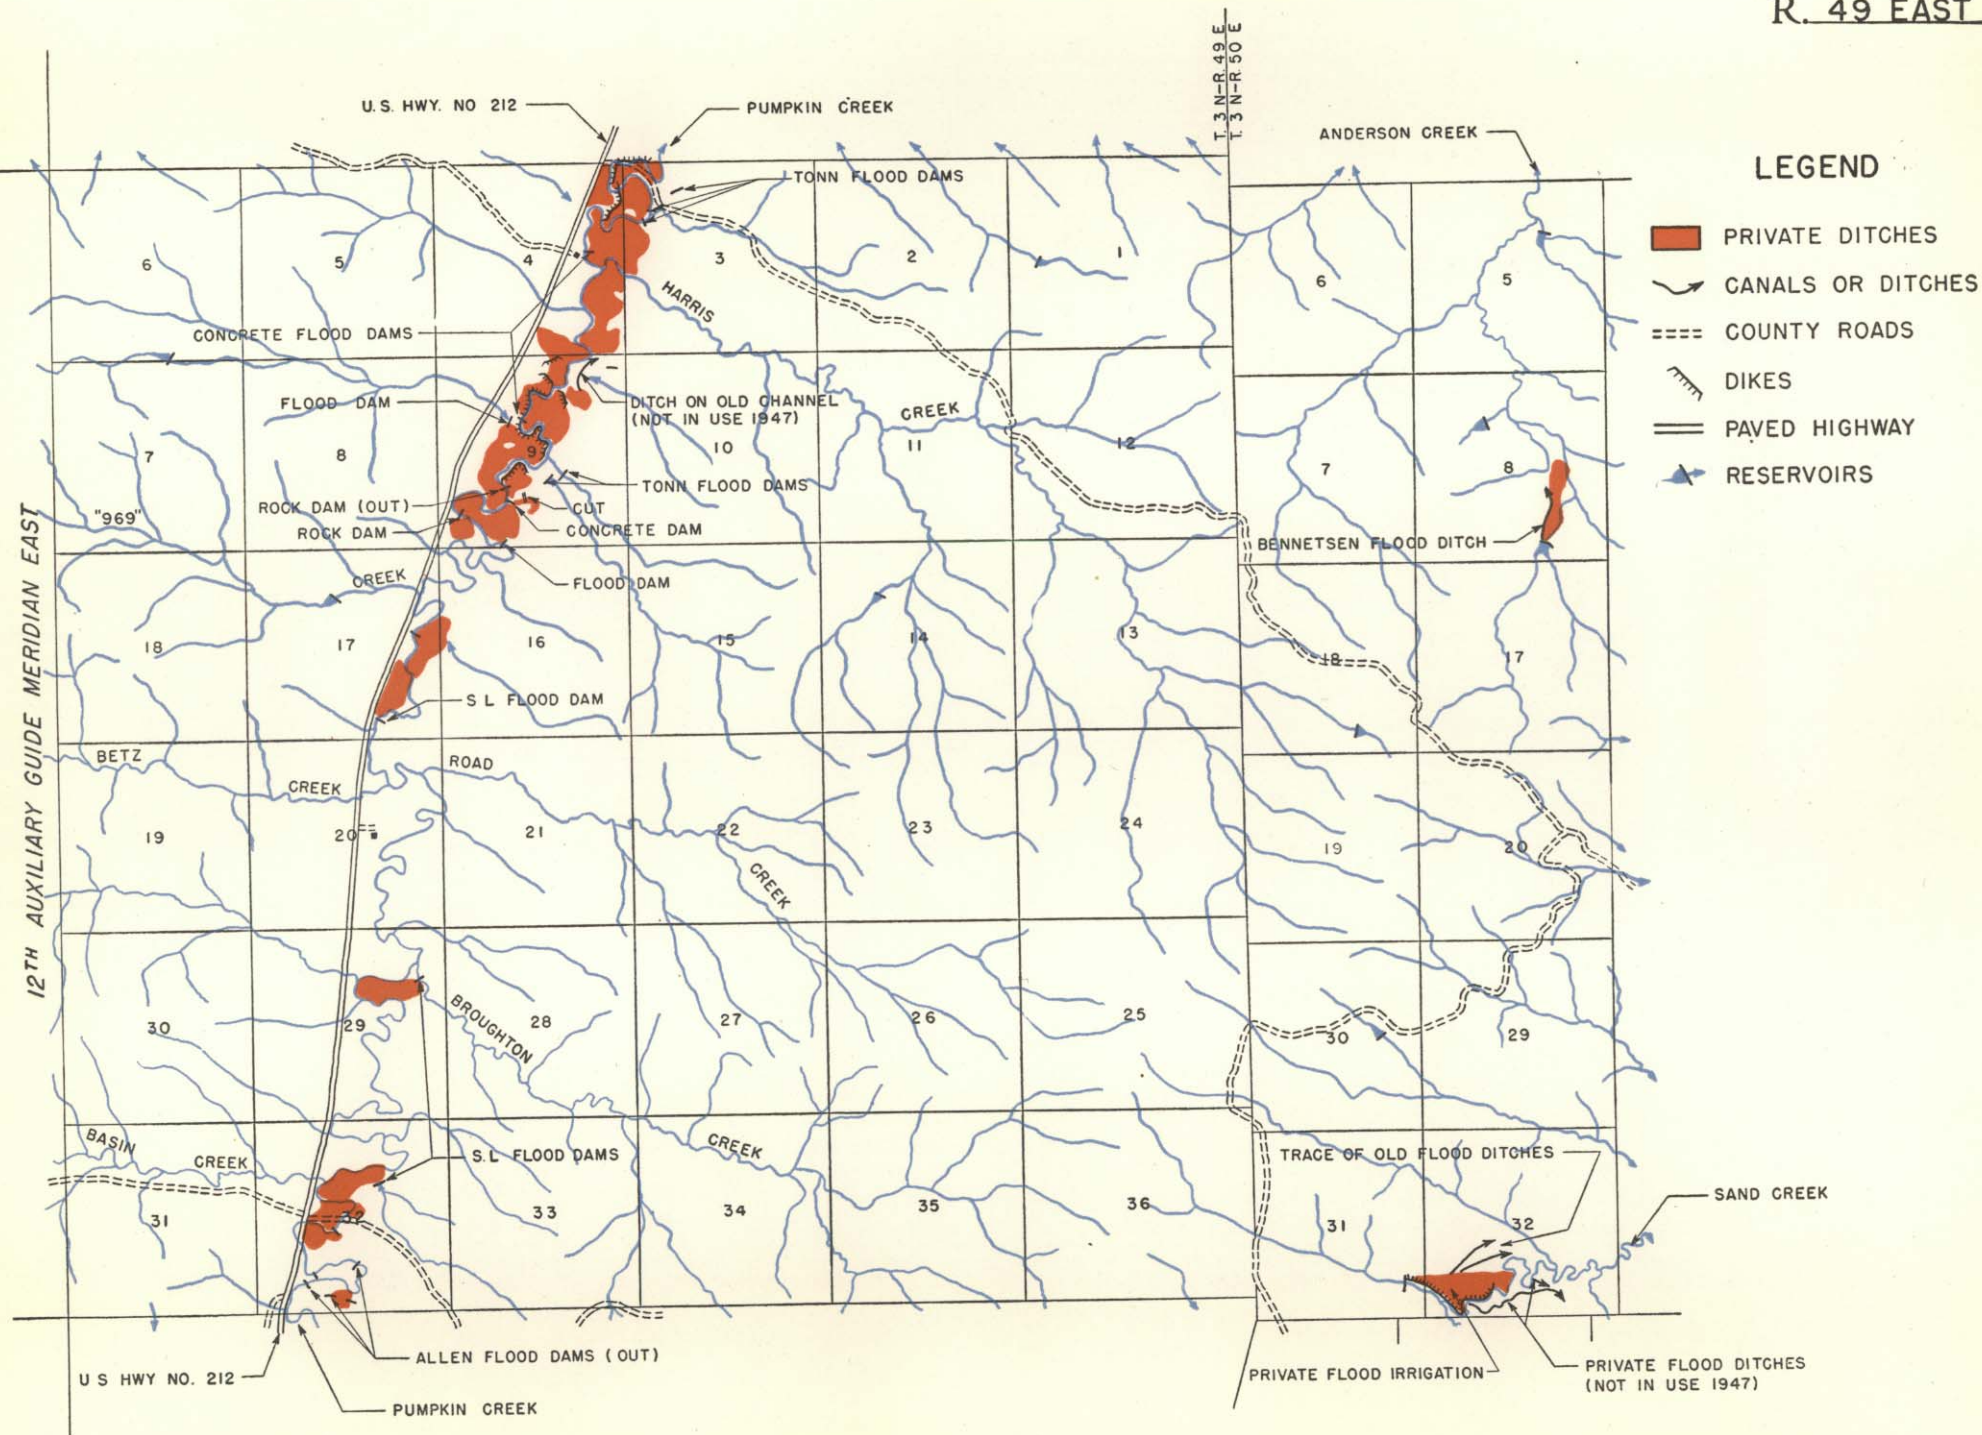 R. 49 EAST
T. 3 N-R. 49 E
T. 3 N-R. 50 E
U.S. HWY. NO 212
PUMPKIN CREEK
ANDERSON CREEK
LEGEND
PRIVATE DITCHES
CANALS OR DITCHES
COUNTY ROADS
DIKES
PAVED HIGHWAY
RESERVOIRS
TONN FLOOD DAMS
6
5
4
3
2
1
6
5
HARRIS
CONCRETE FLOOD DAMS
FLOOD DAM
DITCH ON OLD CHANNEL
(NOT IN USE 1947)
CREEK
7
8
9
10
11
12
7
8
TONN FLOOD DAMS
ROCK DAM (OUT)
CUT
"969"
ROCK DAM
CONCRETE DAM
BENNETSEN FLOOD DITCH
CREEK
FLOOD DAM
12TH AUXILIARY GUIDE MERIDIAN EAST
18
17
16
15
14
13
18
17
S L FLOOD DAM
BETZ
CREEK
ROAD
19
20
21
22
23
24
19
20
CREEK
BROUGHTON
30
29
28
27
26
25
30
29
BASIN
CREEK
S.L FLOOD DAMS
CREEK
TRACE OF OLD FLOOD DITCHES
SAND CREEK
31
32
33
34
35
36
31
32
ALLEN FLOOD DAMS (OUT)
U S HWY NO. 212
PUMPKIN CREEK
PRIVATE FLOOD IRRIGATION
PRIVATE FLOOD DITCHES
(NOT IN USE 1947)